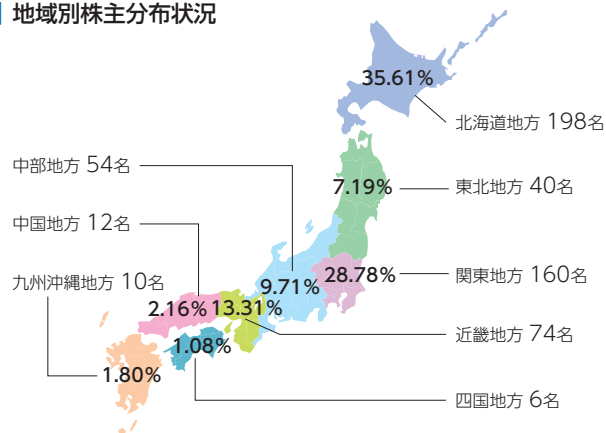 地域別株主分布状況
35.61%
北海道地方 198名
中部地方 54名
7.19%
東北地方 40名
中国地方 12名
九州沖縄地方 10名
28.78%
関東地方 160名
9.71%
2.16%
13.31%
近畿地方 74名
1.08%
1.80%
四国地方 6名